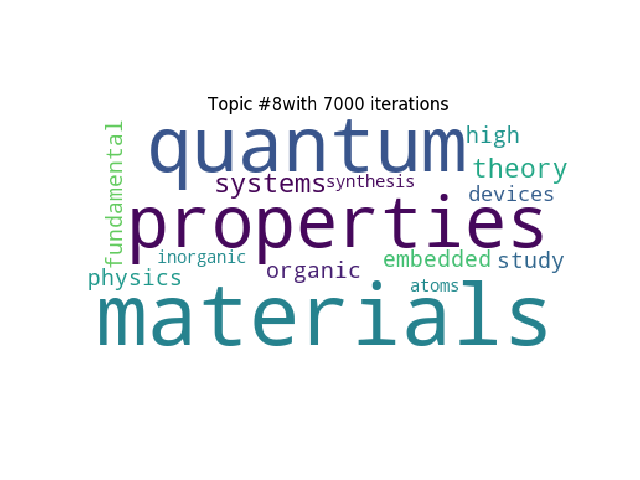 Topic #8with 7000 iterations
quantum
high
fundamental
theory
systems
synthesis
devices
properties
inorganic
embedded
study
organic
physics
atoms
materials